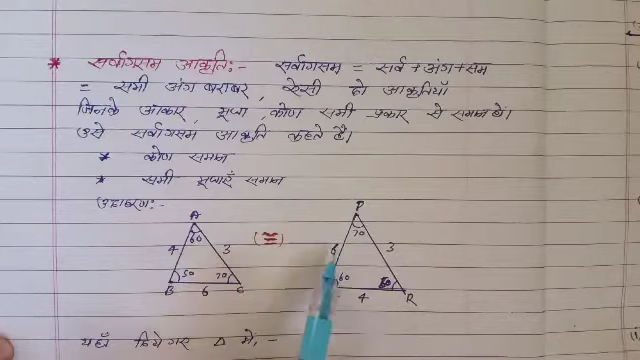 * सर्वांगसम आकृति:- सर्वांगसम = सर्व + अंग + सम
= सभी अंग बराबर, ऐसी दो आकृतियाँ
जिनके आकार, भुजा, कोण सभी प्रकार से समान हो।
उसे सर्वांगसम आकृति कहते है।
* कोण समान
* सभी भुजाएँ समान
उदाहरण:-
A P
60 70
4 3 (≅) 6 3
50 70 60
B 6 C 4 R
यहाँ दिये गए Δ में,-